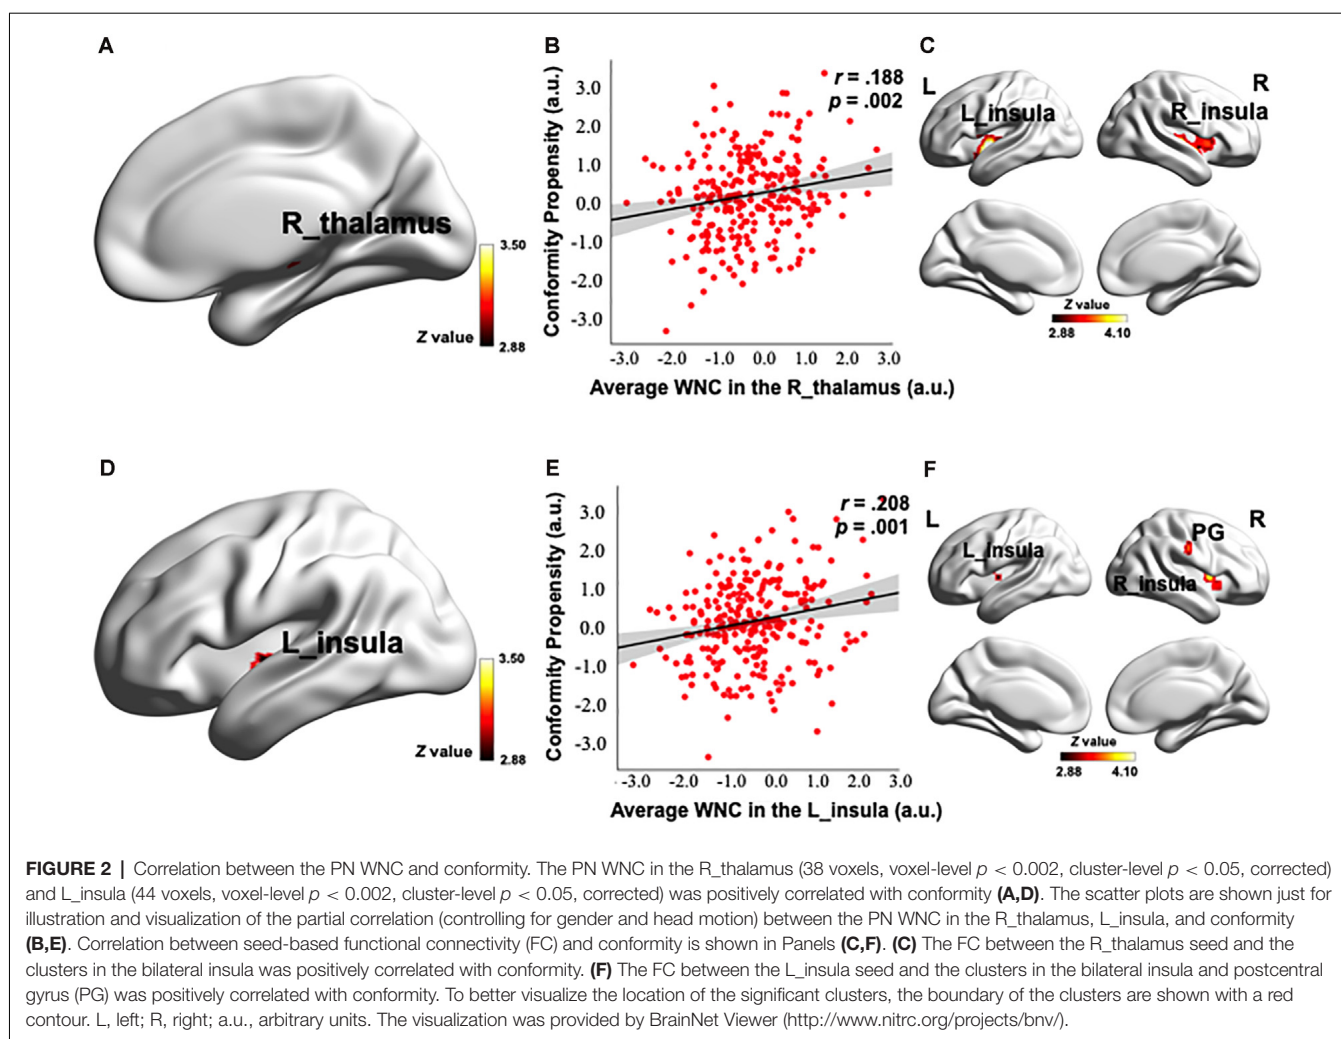 A
R_thalamus
3.50
Z value
2.88
B
Conformity Propensity (a.u.)
3.0
2.0
1.0
0.0
-1.0
-2.0
-3.0
r = .188
p = .002
-3.0 -2.0 -1.0 0.0 1.0 2.0 3.0
Average WNC in the R_thalamus (a.u.)
C
L
R
L_insula
R_insula
Z value
2.88 4.10
D
L_insula
3.50
Z value
2.88
E
Conformity Propensity (a.u.)
3.0
2.0
1.0
0.0
-1.0
-2.0
-3.0
r = .208
p = .001
-3.0 -2.0 -1.0 0.0 1.0 2.0 3.0
Average WNC in the L_insula (a.u.)
F
L
R
PG
L_insula
R_insula
Z value
2.88 4.10
FIGURE 2 | Correlation between the PN WNC and conformity. The PN WNC in the R_thalamus (38 voxels, voxel-level p < 0.002, cluster-level p < 0.05, corrected)
and L_insula (44 voxels, voxel-level p < 0.002, cluster-level p < 0.05, corrected) was positively correlated with conformity (A,D). The scatter plots are shown just for
illustration and visualization of the partial correlation (controlling for gender and head motion) between the PN WNC in the R_thalamus, L_insula, and conformity
(B,E). Correlation between seed-based functional connectivity (FC) and conformity is shown in Panels (C,F). (C) The FC between the R_thalamus seed and the
clusters in the bilateral insula was positively correlated with conformity. (F) The FC between the L_insula seed and the clusters in the bilateral insula and postcentral
gyrus (PG) was positively correlated with conformity. To better visualize the location of the significant clusters, the boundary of the clusters are shown with a red
contour. L, left; R, right; a.u., arbitrary units. The visualization was provided by BrainNet Viewer (http://www.nitrc.org/projects/bnv/).